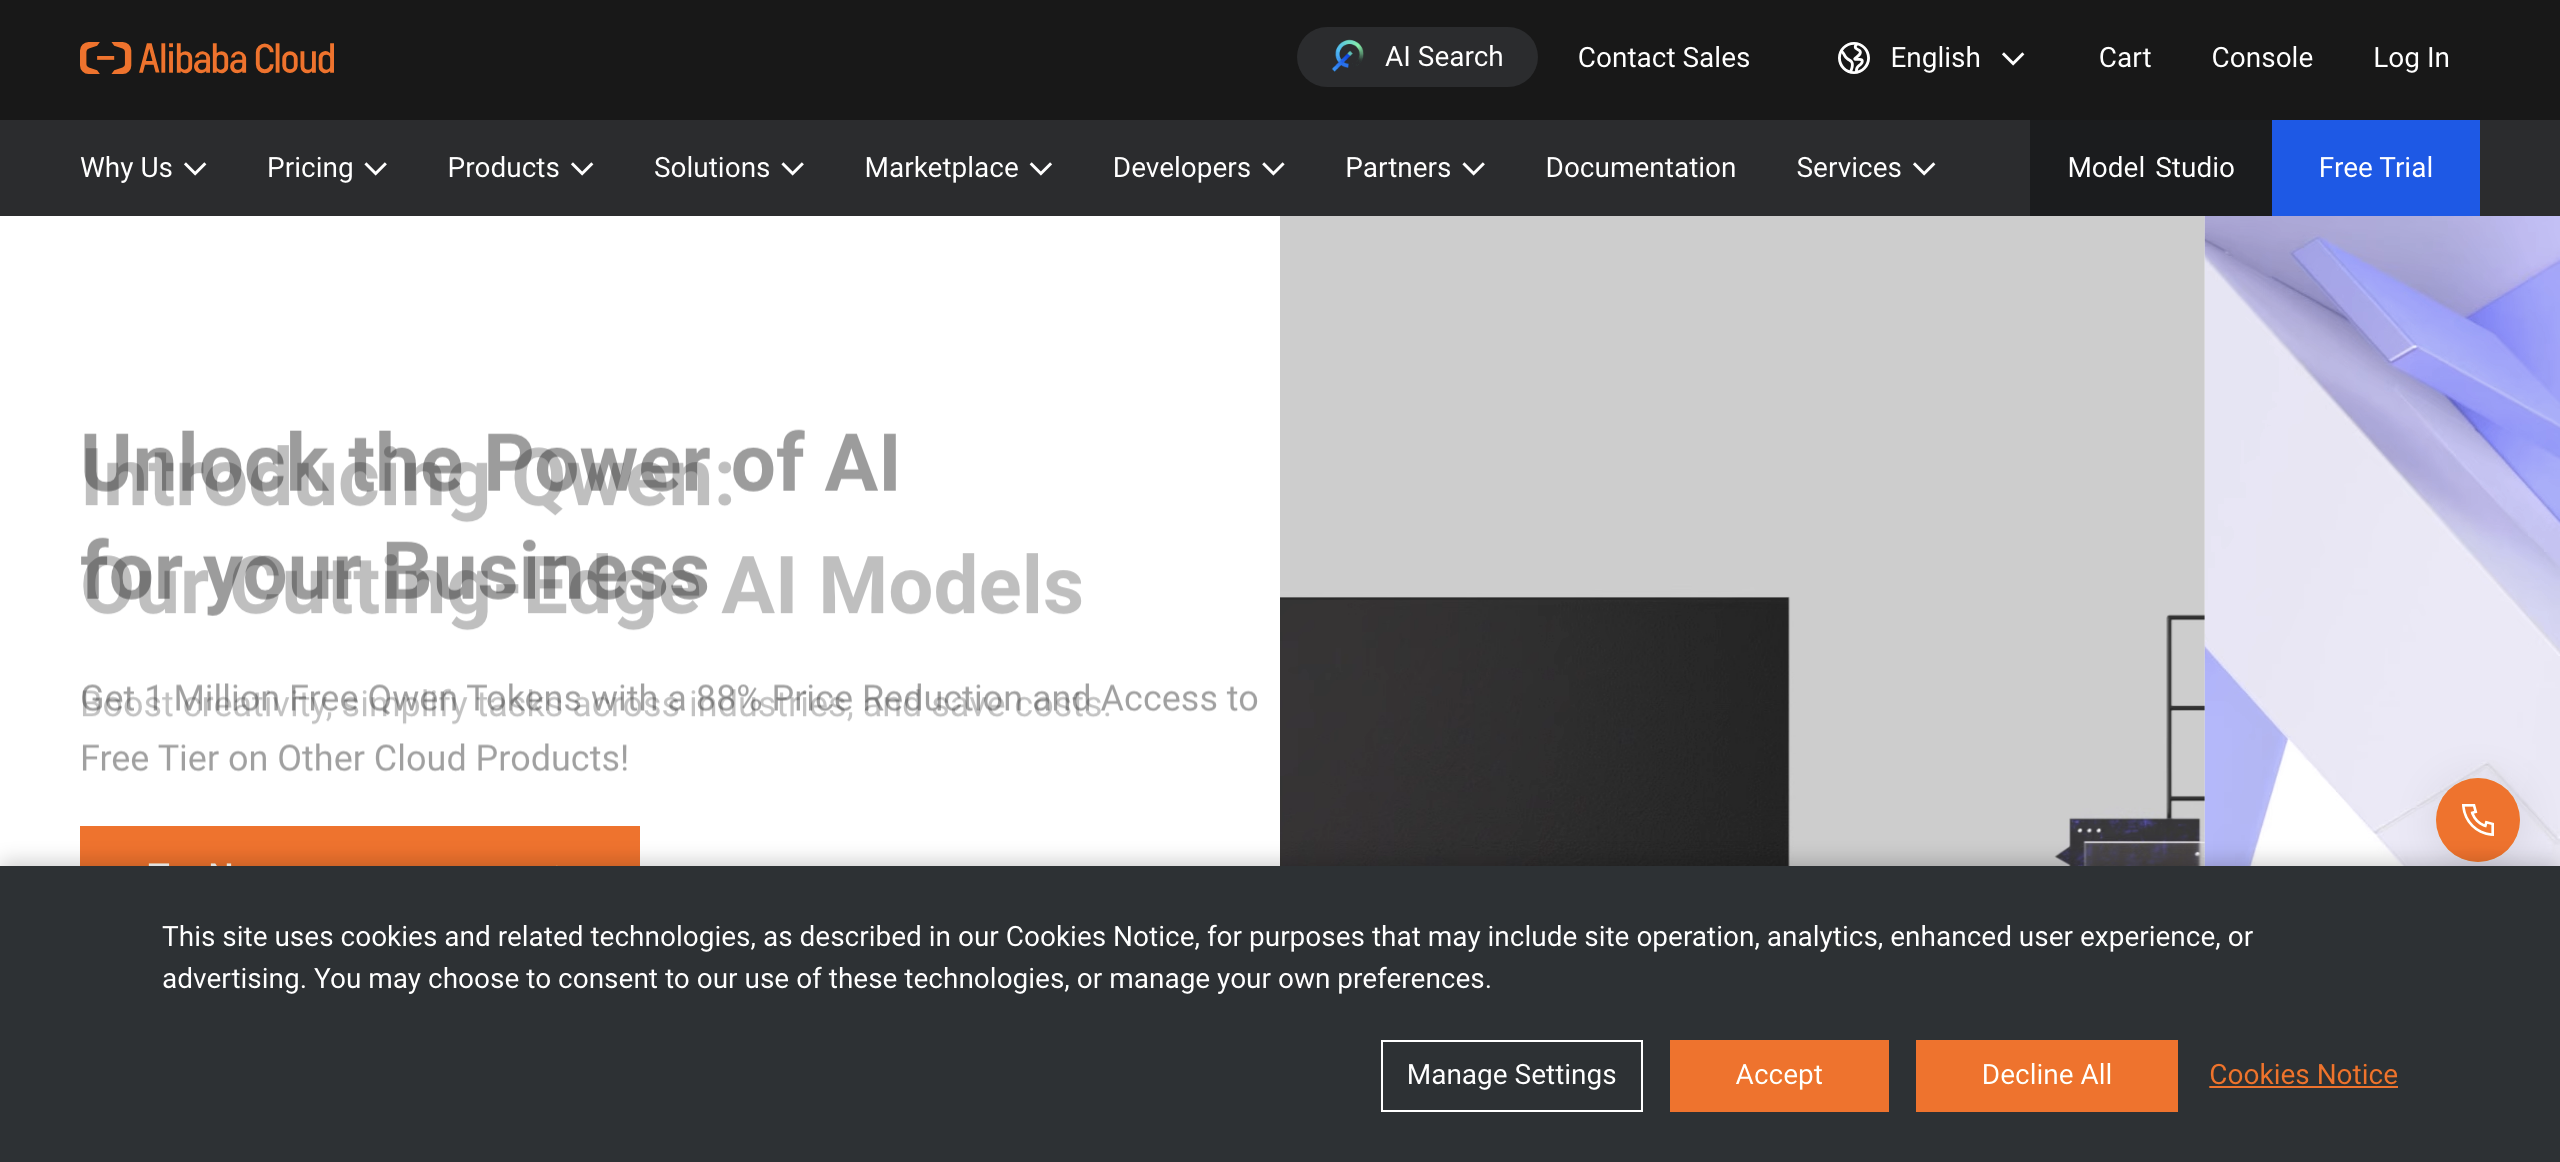 Alibaba Cloud
AI Search
Contact Sales
English
Cart
Console
Log In
Why Us
Pricing
Products
Solutions
Marketplace
Developers
Partners
Documentation
Services
Model Studio
Free Trial
Unlock the Power of AI
for your Business
Introducing Qwen:
Our Cutting-Edge AI Models
Get 1 Million Free Qwen Tokens with a 88% Price Reduction and Access to
Free Tier on Other Cloud Products!
Boost creativity, simplify tasks across industries, and save costs.
This site uses cookies and related technologies, as described in our Cookies Notice, for purposes that may include site operation, analytics, enhanced user experience, or
advertising. You may choose to consent to our use of these technologies, or manage your own preferences.
Manage Settings
Accept
Decline All
Cookies Notice